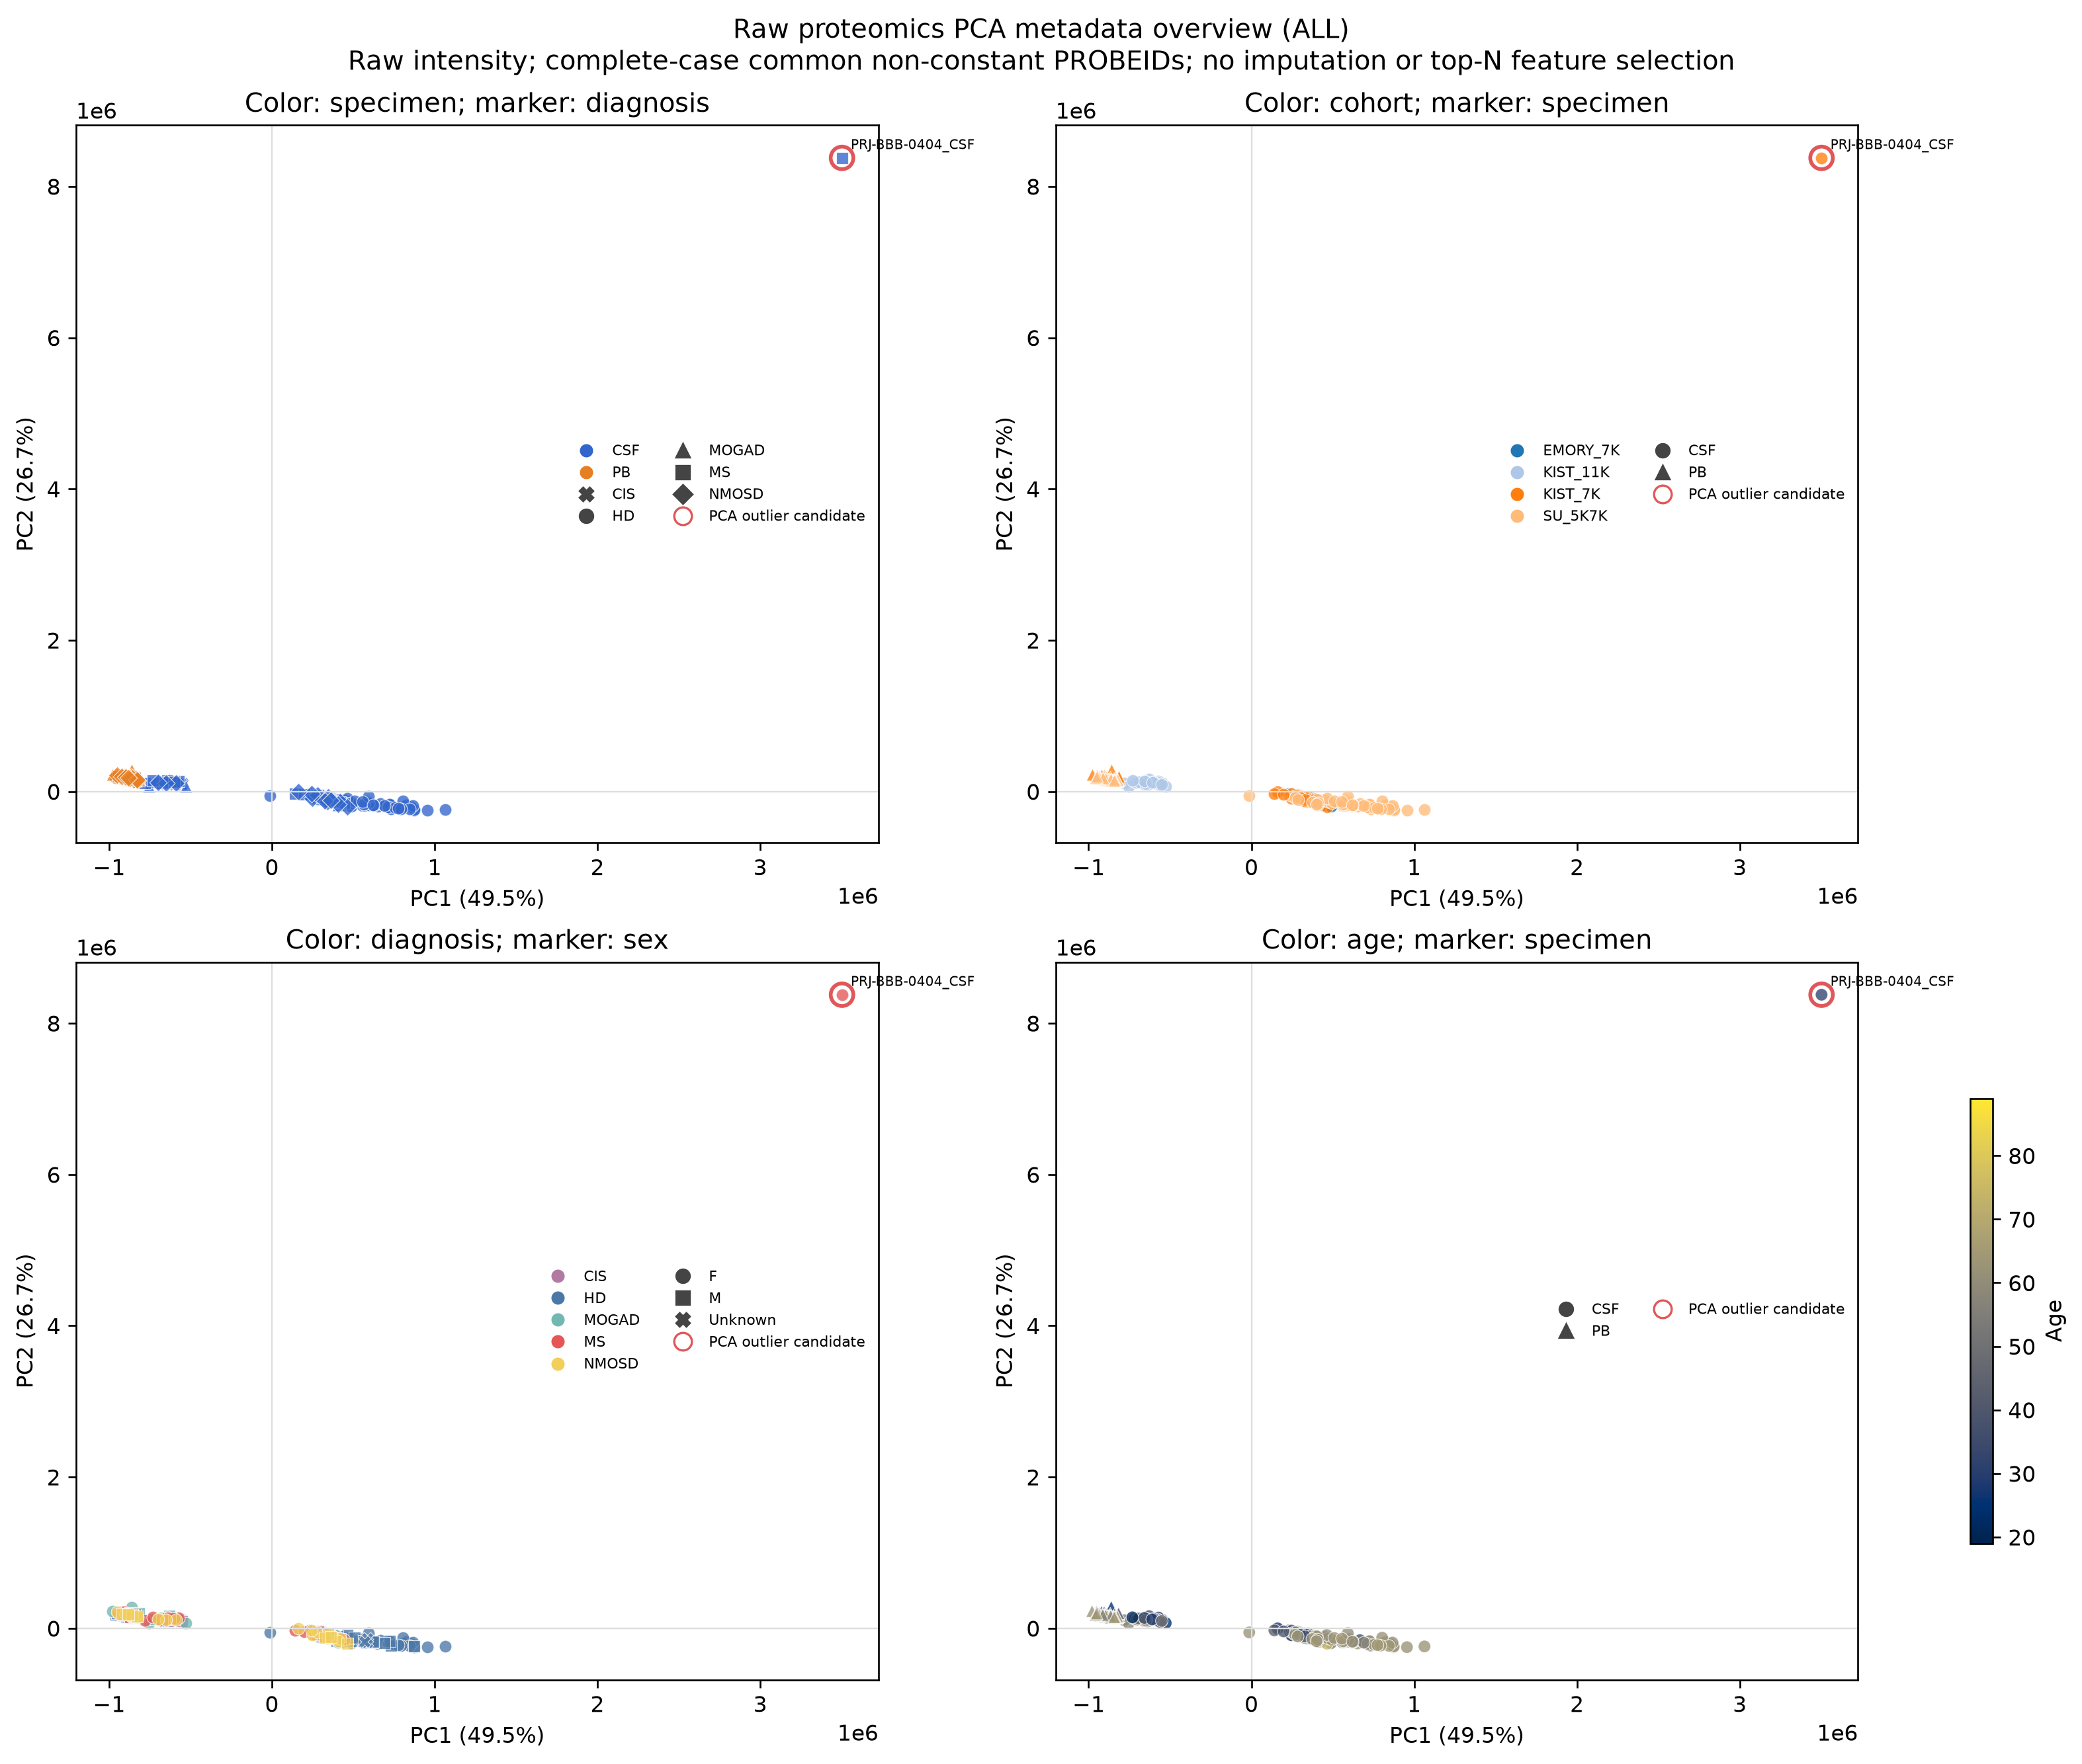 Raw proteomics PCA metadata overview (ALL)
Raw intensity; complete-case common non-constant PROBEIDs; no imputation or top-N feature selection
Color: specimen; marker: diagnosis
1e6
PRJ-BBB-0404_CSF
8
6
4
2
0
PC2 (26.7%)
CSF
PB
CIS
HD
MOGAD
MS
NMOSD
PCA outlier candidate
−1
0
1
2
3
1e6
PC1 (49.5%)
Color: cohort; marker: specimen
1e6
PRJ-BBB-0404_CSF
8
6
4
2
0
PC2 (26.7%)
EMORY_7K
KIST_11K
KIST_7K
SU_5K7K
CSF
PB
PCA outlier candidate
−1
0
1
2
3
1e6
PC1 (49.5%)
Color: diagnosis; marker: sex
1e6
PRJ-BBB-0404_CSF
8
6
4
2
0
PC2 (26.7%)
CIS
HD
MOGAD
MS
NMOSD
F
M
Unknown
PCA outlier candidate
−1
0
1
2
3
1e6
PC1 (49.5%)
Color: age; marker: specimen
1e6
PRJ-BBB-0404_CSF
8
6
4
2
0
PC2 (26.7%)
CSF
PB
PCA outlier candidate
−1
0
1
2
3
1e6
PC1 (49.5%)
80
70
60
50
40
30
20
Age